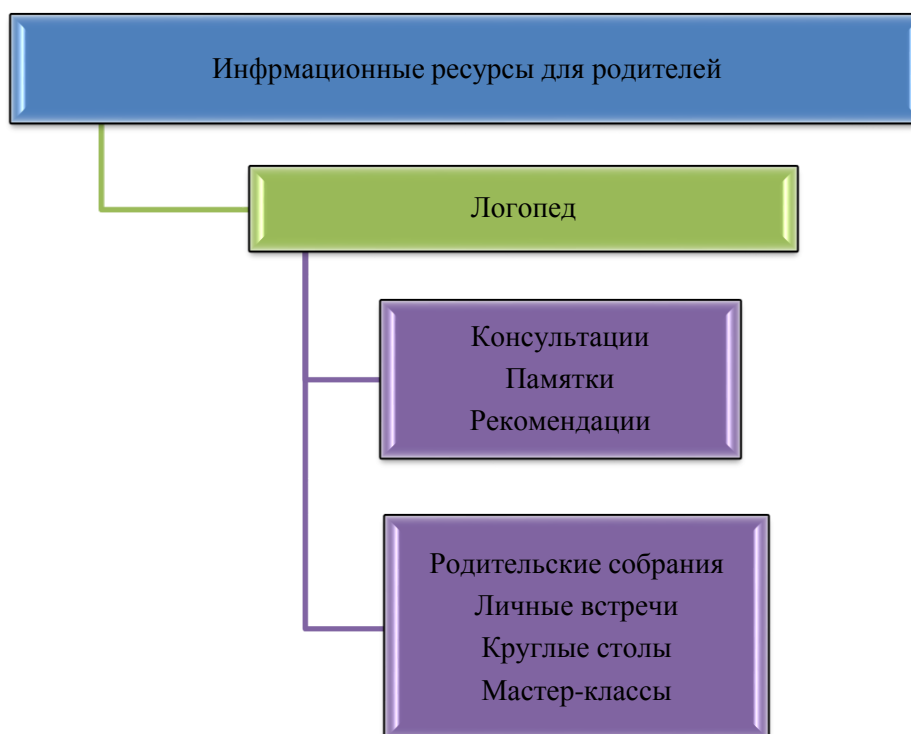 Инфрмационные ресурсы для родителей
Логопед
Консультации
Памятки
Рекомендации
Родительские собрания
Личные встречи
Круглые столы
Мастер-классы